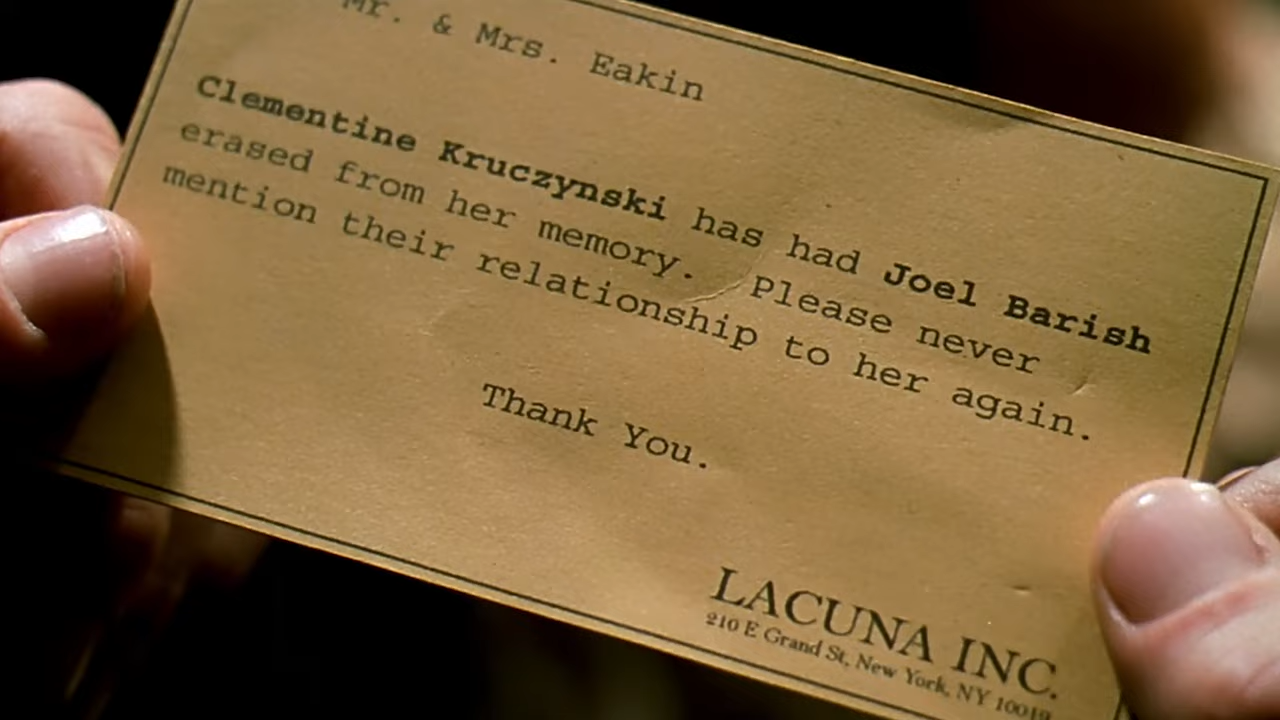 Mr. & Mrs. Eakin
Clementine Kruczynski has had Joel Barish
erased from her memory. Please never
mention their relationship to her again.
Thank You.
LACUNA INC.
210 E Grand St, New York, NY